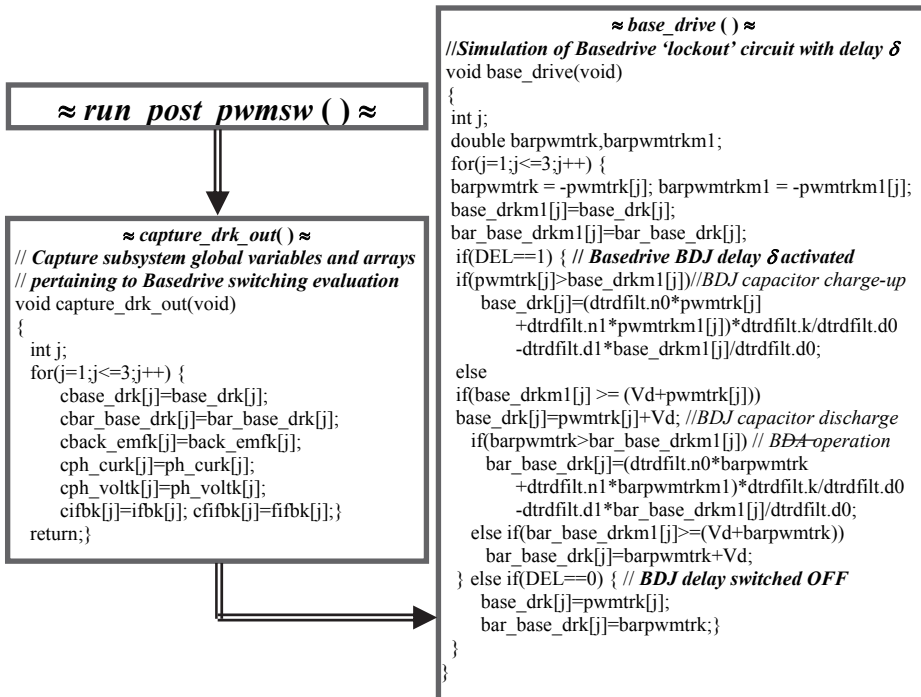 ≈ run_post_pwmsw ( ) ≈
≈ capture_drk_out( ) ≈
// Capture subsystem global variables and arrays
// pertaining to Basedrive switching evaluation
void capture_drk_out(void)
{
int j;
for(j=1;j<=3;j++) {
cbase_drk[j]=base_drk[j];
cbar_base_drk[j]=bar_base_drk[j];
cback_emfk[j]=back_emfk[j];
cph_curk[j]=ph_curk[j];
cph_voltk[j]=ph_voltk[j];
cifbk[j]=ifbk[j]; cfifbk[j]=fifbk[j];}
return;}
≈ base_drive ( ) ≈
//Simulation of Basedrive ‘lockout’ circuit with delay δ
void base_drive(void)
{
int j;
double barpwmtrk,barpwmtrkm1;
for(j=1;j<=3;j++) {
barpwmtrk = -pwmtrk[j]; barpwmtrkm1 = -pwmtrkm1[j];
base_drkm1[j]=base_drk[j];
bar_base_drkm1[j]=bar_base_drk[j];
if(DEL==1) { // Basedrive BDJ delay δ activated
if(pwmtrk[j]>base_drkm1[j])//BDJ capacitor charge-up
base_drk[j]=(dtrdfilt.n0*pwmtrk[j]
+dtrdfilt.n1*pwmtrkm1[j])*dtrdfilt.k/dtrdfilt.d0
-dtrdfilt.d1*base_drkm1[j]/dtrdfilt.d0;
else
if(base_drkm1[j] >= (Vd+pwmtrk[j]))
base_drk[j]=pwmtrk[j]+Vd; //BDJ capacitor discharge
if(barpwmtrk>bar_base_drkm1[j]) // BDA operation
bar_base_drk[j]=(dtrdfilt.n0*barpwmtrk
+dtrdfilt.n1*barpwmtrkm1)*dtrdfilt.k/dtrdfilt.d0
-dtrdfilt.d1*bar_base_drkm1[j]/dtrdfilt.d0;
else if(bar_base_drkm1[j]>=(Vd+barpwmtrk))
bar_base_drk[j]=barpwmtrk+Vd;
} else if(DEL==0) { // BDJ delay switched OFF
base_drk[j]=pwmtrk[j];
bar_base_drk[j]=barpwmtrk;}
}
}